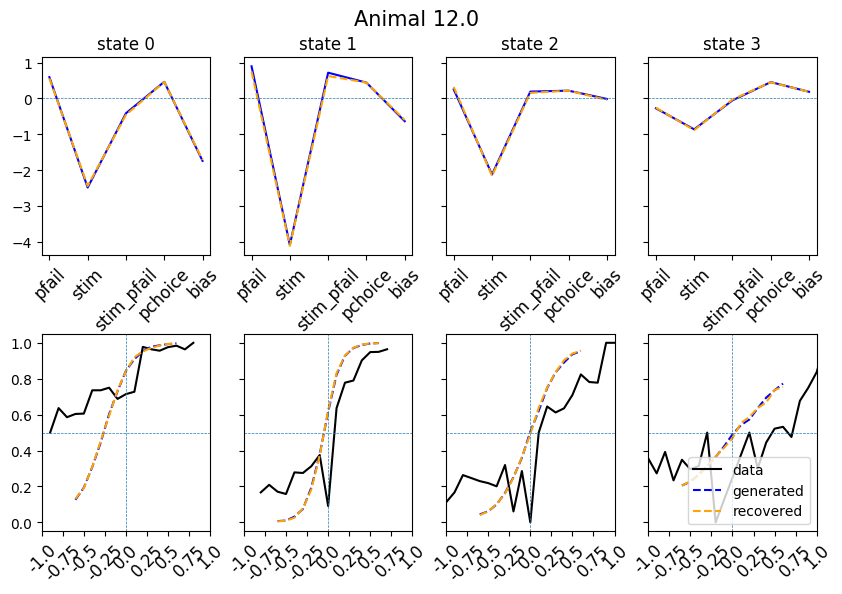 Animal 12.0
state 0 state 1 state 2 state 3
1
0
−1
−2
−3
−4
pfail stim stim_pfail pchoice bias pfail stim stim_pfail pchoice bias pfail stim stim_pfail pchoice bias pfail stim stim_pfail pchoice bias
1.0
0.8
0.6
0.4
0.2
0.0
data
generated
recovered
-1.0 -0.75 -0.5 -0.25 0.0 0.25 0.5 0.75 1.0 -1.0 -0.75 -0.5 -0.25 0.0 0.25 0.5 0.75 1.0 -1.0 -0.75 -0.5 -0.25 0.0 0.25 0.5 0.75 1.0 -1.0 -0.75 -0.5 -0.25 0.0 0.25 0.5 0.75 1.0